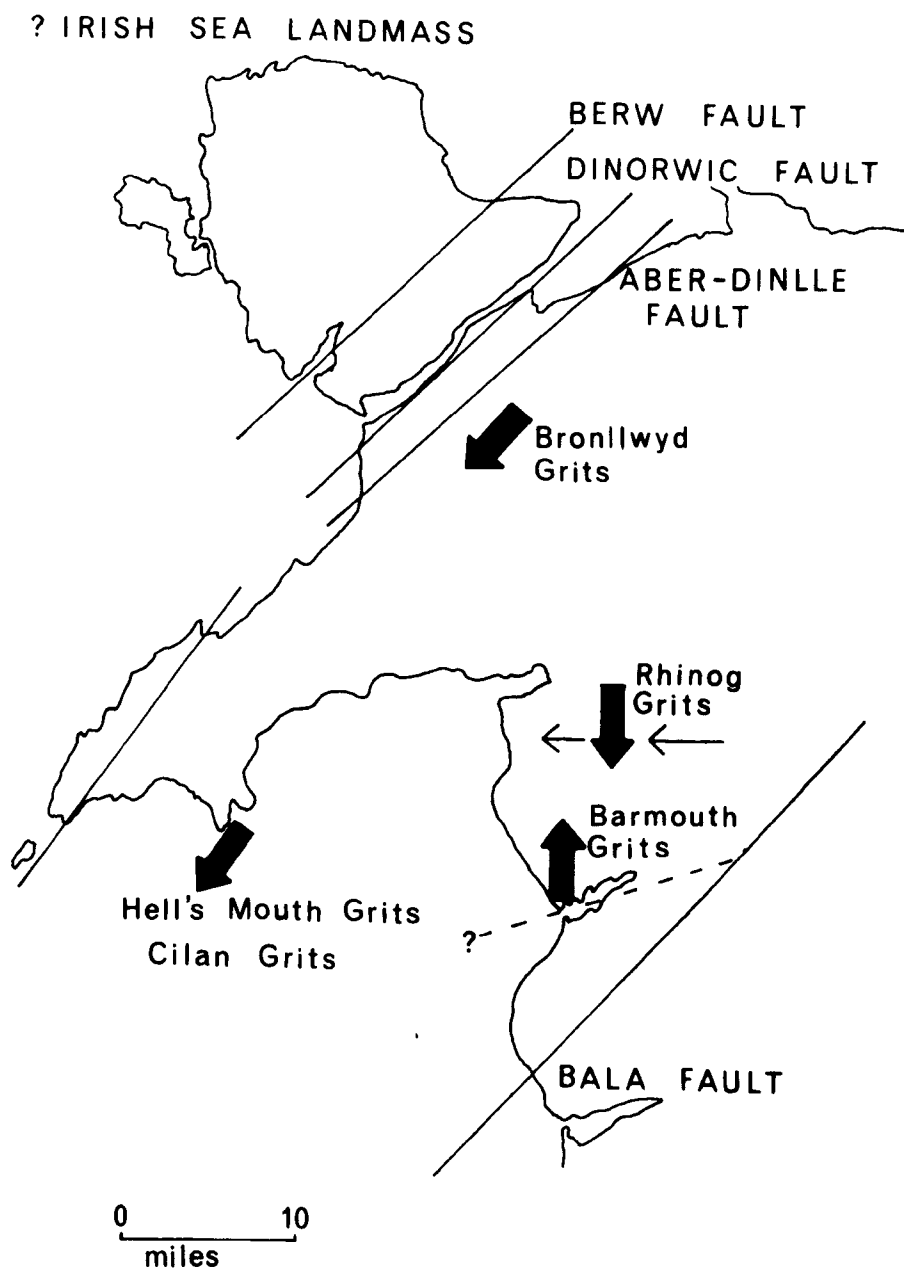 ? IRISH SEA LANDMASS
BERW FAULT
DINORWIC FAULT
ABER-DINLLE
FAULT
Bronllwyd
Grits
Rhinog
Grits
Barmouth
Grits
Hell's Mouth Grits
Cilan Grits
?
BALA FAULT
0 10
miles